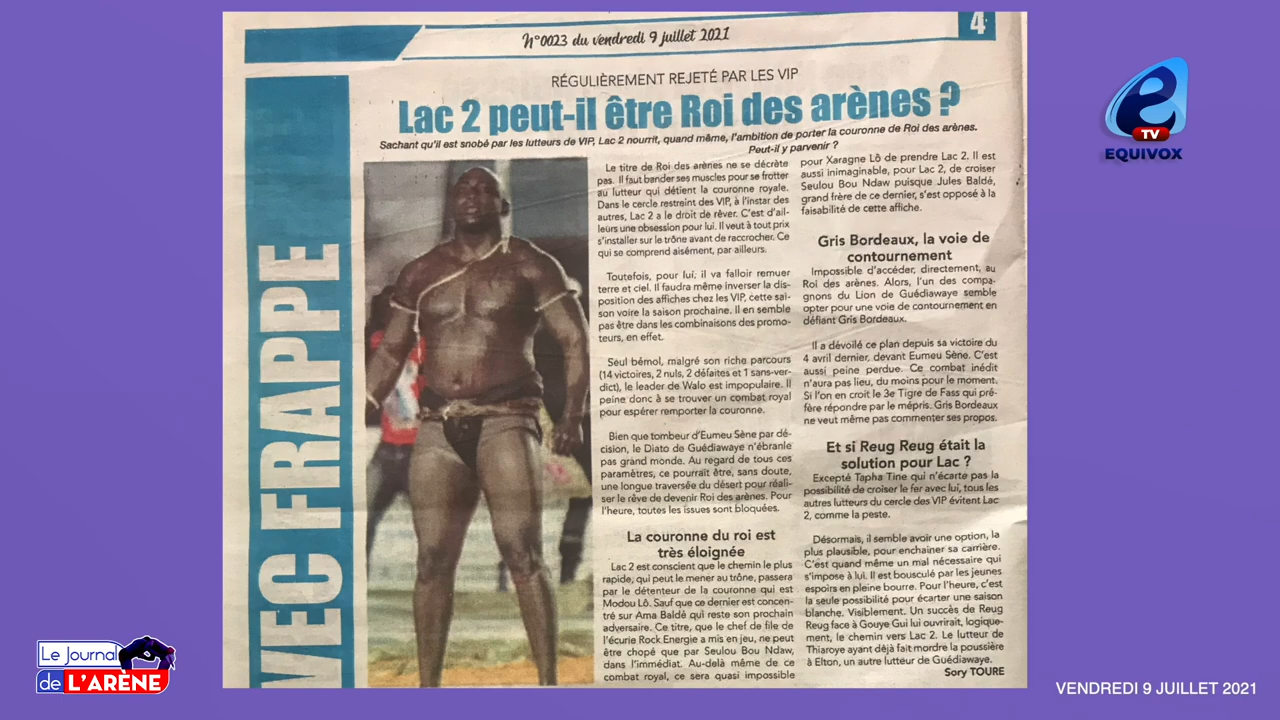 N°0023 du vendredi 9 juillet 2021
4
RÉGULIÈREMENT REJETÉ PAR LES VIP
Lac 2 peut-il être Roi des arènes ?
Sachant qu'il est snobé par les lutteurs de VIP, Lac 2 nourrit, quand même, l'ambition de porter la couronne de Roi des arènes.
Peut-il y parvenir ?
VEC FRAPPE
Le titre de Roi des arènes ne se décrète
pas. Il faut bander ses muscles pour se frotter
au lutteur qui détient la couronne royale.
Dans le cercle restreint des VIP, à l'instar des
autres, Lac 2 a le droit de rêver. C'est d'ail-
leurs une obsession pour lui. Il veut à tout prix
s'installer sur le trône avant de raccrocher. Ce
qui se comprend aisément, par ailleurs.
Toutefois, pour lui, il va falloir remuer
terre et ciel. Il faudra même inverser la dis-
position des affiches chez les VIP, cette sai-
son voire la saison prochaine. Il en semble
pas être dans les combinaisons des promo-
teurs, en effet.
Seul bémol, malgré son riche parcours
(14 victoires, 2 nuls, 2 défaites et 1 sans-ver-
dict), le leader de Walo est impopulaire. Il
peine donc à se trouver un combat royal
pour espérer remporter la couronne.
Bien que tombeur d'Eumeu Sène par dé-
cision, le Diato de Guédiawaye n'ébranle
pas grand monde. Au regard de tous ces
paramètres, ce pourrait être, sans doute,
une longue traversée du désert pour réali-
ser le rêve de devenir Roi des arènes. Pour
l'heure, toutes les issues sont bloquées.
La couronne du roi est
très éloignée
Lac 2 est conscient que le chemin le plus
rapide, qui peut le mener au trône, passera
par le détenteur de la couronne qui est
Modou Lô. Sauf que ce dernier est concen-
tré sur Ama Baldé qui reste son prochain
adversaire. Ce titre, que le chef de file de
l'écurie Rock Energie a mis en jeu, ne peut
être chopé que par Seulou Bou Ndaw,
dans l'immédiat. Au-delà même de ce
combat royal, ce sera quasi impossible
pour Xaragne Lô de prendre Lac 2. Il est
aussi inimaginable, pour Lac 2, de croiser
Seulou Bou Ndaw puisque Jules Baldé,
grand frère de ce dernier, s'est opposé à la
faisabilité de cette affiche.
Gris Bordeaux, la voie de
contournement
Impossible d'accéder, directement, au
Roi des arènes. Alors, l'un des compa-
gnons du Lion de Guédiawaye semble
opter pour une voie de contournement en
défiant Gris Bordeaux.
Il a dévoilé ce plan depuis sa victoire du
4 avril dernier, devant Eumeu Sène. C'est
aussi peine perdue. Ce combat inédit
n'aura pas lieu, du moins pour le moment.
Si l'on en croit le 3e Tigre de Fass qui pré-
fère répondre par le mépris. Gris Bordeaux
ne veut même pas commenter ses propos.
Et si Reug Reug était la
solution pour Lac ?
Excepté Tapha Tine qui n'écarte pas la
possibilité de croiser le fer avec lui, tous les
autres lutteurs du cercle des VIP évitent Lac
2, comme la peste.
Désormais, il semble avoir une option, la
plus plausible, pour enchainer sa carrière.
C'est quand même un mal nécessaire qui
s'impose à lui. Il est bousculé par les jeunes
espoirs en pleine bourre. Pour l'heure, c'est
la seule possibilité pour écarter une saison
blanche. Visiblement. Un succès de Reug
Reug face à Gouye Gui lui ouvrirait, logique-
ment, le chemin vers Lac 2. Le lutteur de
Thiaroye ayant déjà fait mordre la poussière
à Elton, un autre lutteur de Guédiawaye.
Sory TOURE
e
TV
EQUIVOX
Le Journal
de L'ARÈNE
VENDREDI 9 JUILLET 2021